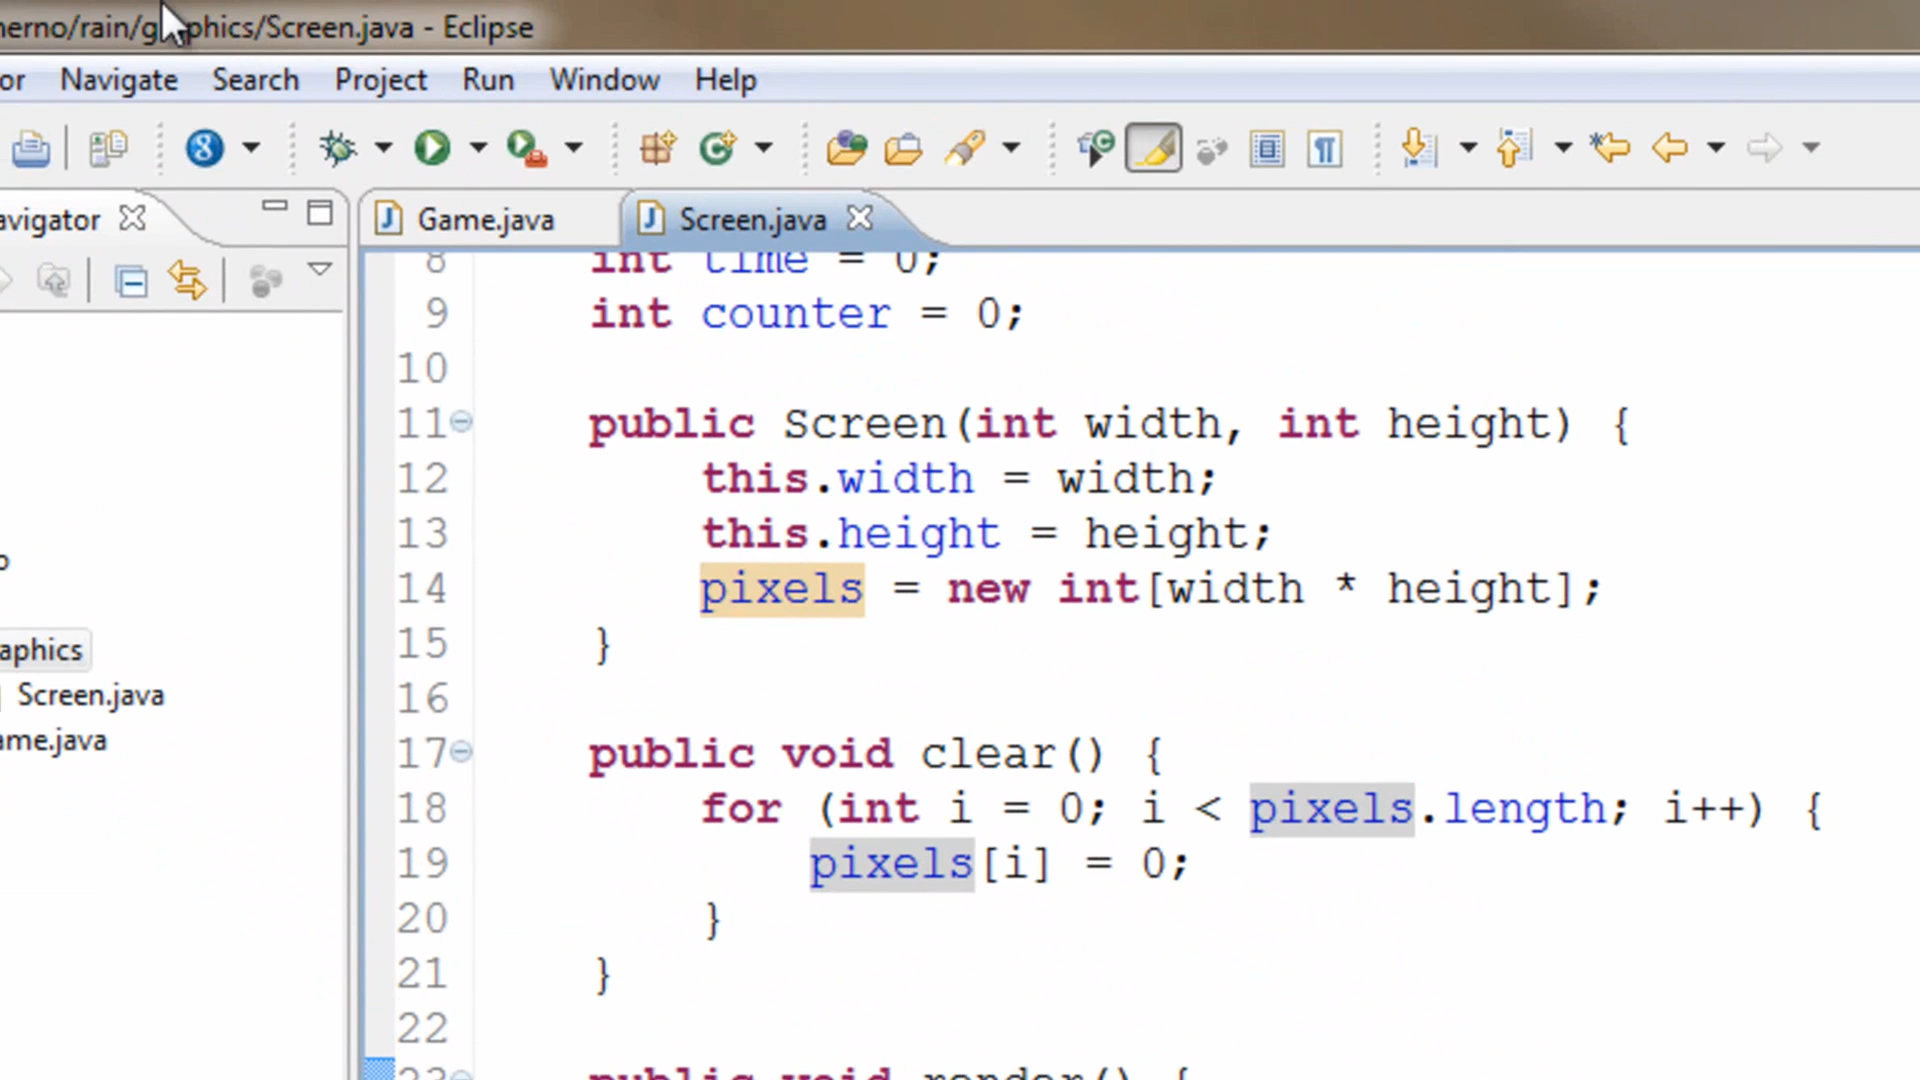 herno/rain/graphics/Screen.java - Eclipse
or Navigate Search Project Run Window Help
8
avigator
Game.java
Screen.java
8 int time = 0;
9 int counter = 0;
10
11 public Screen(int width, int height) {
12 this.width = width;
13 this.height = height;
14 pixels = new int[width * height];
15 }
16
17 public void clear() {
18 for (int i = 0; i < pixels.length; i++) {
19 pixels[i] = 0;
20 }
21 }
22
23 public void render() {
o
aphics
Screen.java
ame.java